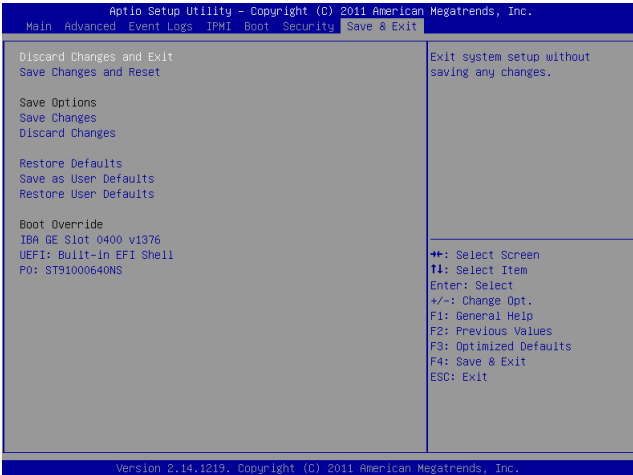 Aptio Setup Utility – Copyright (C) 2011 American Megatrends, Inc.
Main Advanced Event Logs IPMI Boot Security Save & Exit
Discard Changes and Exit
Save Changes and Reset
Save Options
Save Changes
Discard Changes
Restore Defaults
Save as User Defaults
Restore User Defaults
Boot Override
IBA GE Slot 0400 v1376
UEFI: Built-in EFI Shell
P0: ST91000640NS
Exit system setup without
saving any changes.
→←: Select Screen
↑↓: Select Item
Enter: Select
+/-: Change Opt.
F1: General Help
F2: Previous Values
F3: Optimized Defaults
F4: Save & Exit
ESC: Exit
Version 2.14.1219. Copyright (C) 2011 American Megatrends, Inc.